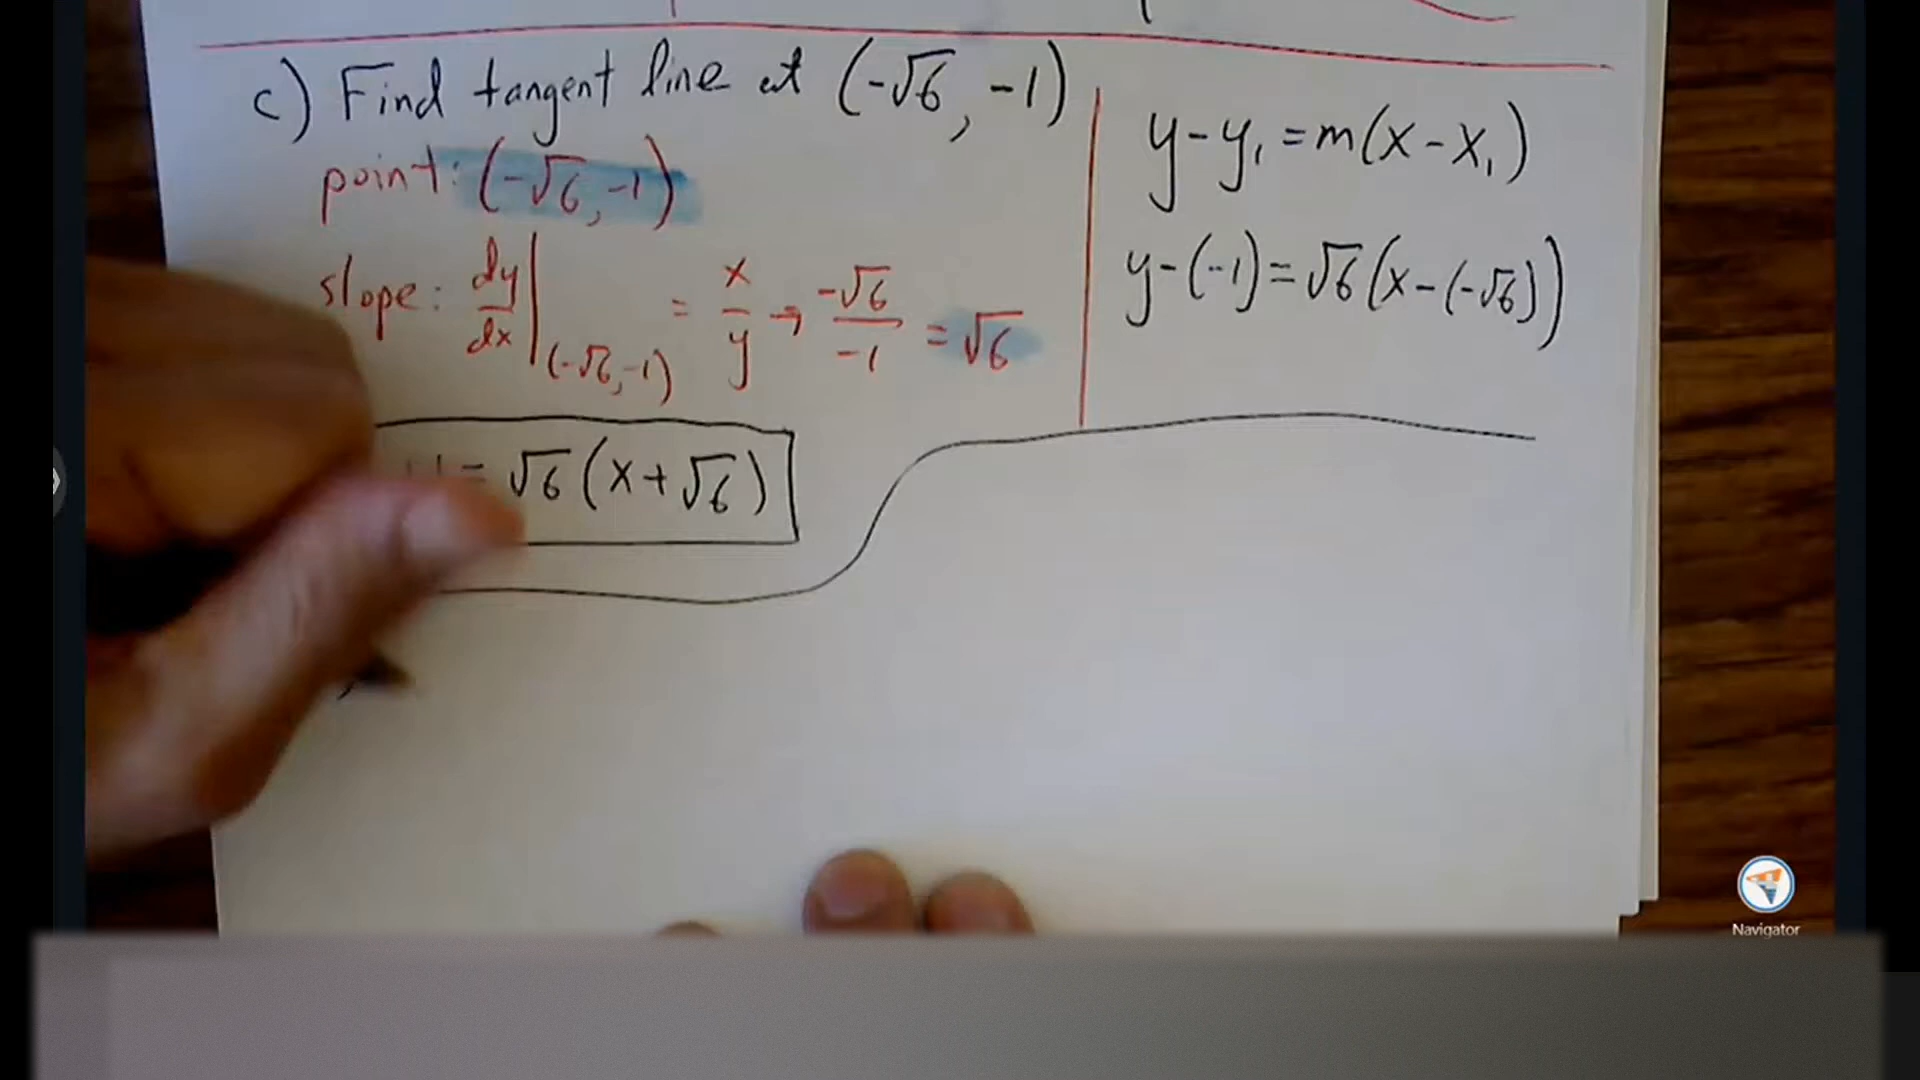 c) Find tangent line at (-√6, -1)
point: (-√6, -1)
slope: dy/dx |(-√6, -1) = x/y → -√6/-1 = √6
y - y₁ = m(x - x₁)
y - (-1) = √6(x - (-√6))
= √6(x + √6)
Navigator